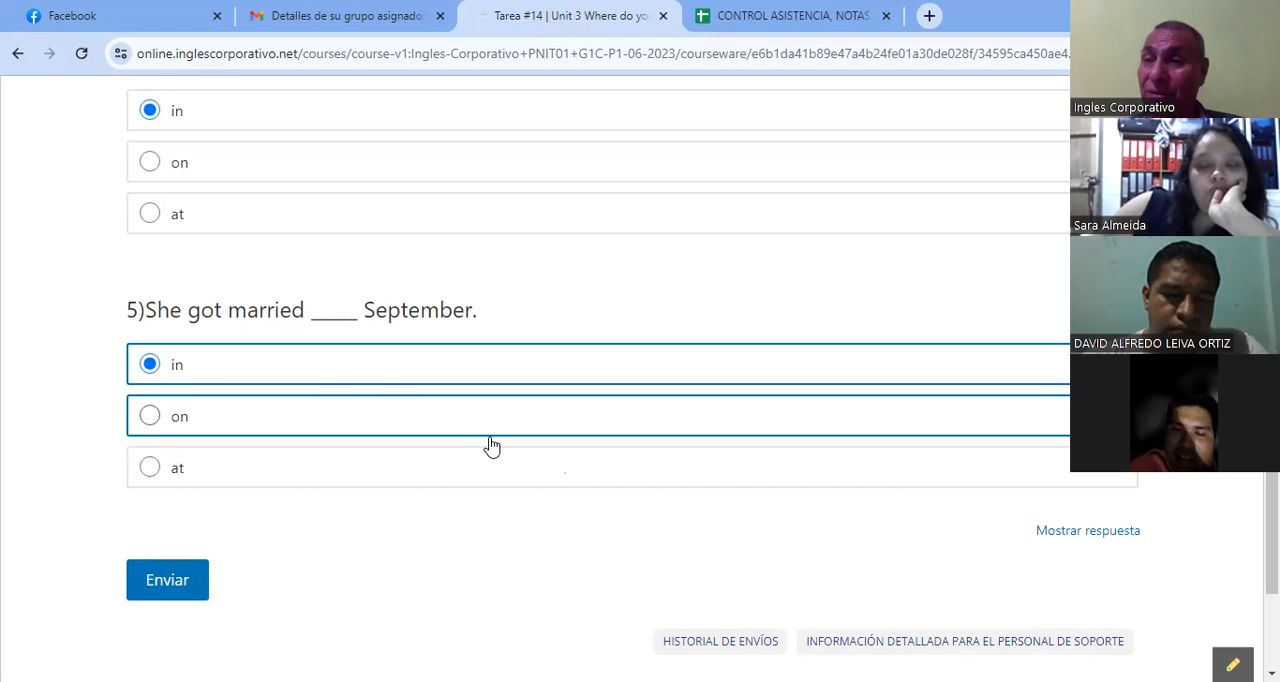 Facebook
Detalles de su grupo asignado
Tarea #14 | Unit 3 Where do yo
CONTROL ASISTENCIA, NOTAS
online.inglescorporativo.net/courses/course-v1:Ingles-Corporativo+PNIT01+G1C-P1-06-2023/courseware/e6b1da41b89e47a4b24fe01a30de028f/34595ca450ae4
Ingles Corporativo
in
on
at
Sara Almeida
5)She got married _____ September.
DAVID ALFREDO LEIVA ORTIZ
in
on
at
Mostrar respuesta
Enviar
HISTORIAL DE ENVÍOS
INFORMACIÓN DETALLADA PARA EL PERSONAL DE SOPORTE